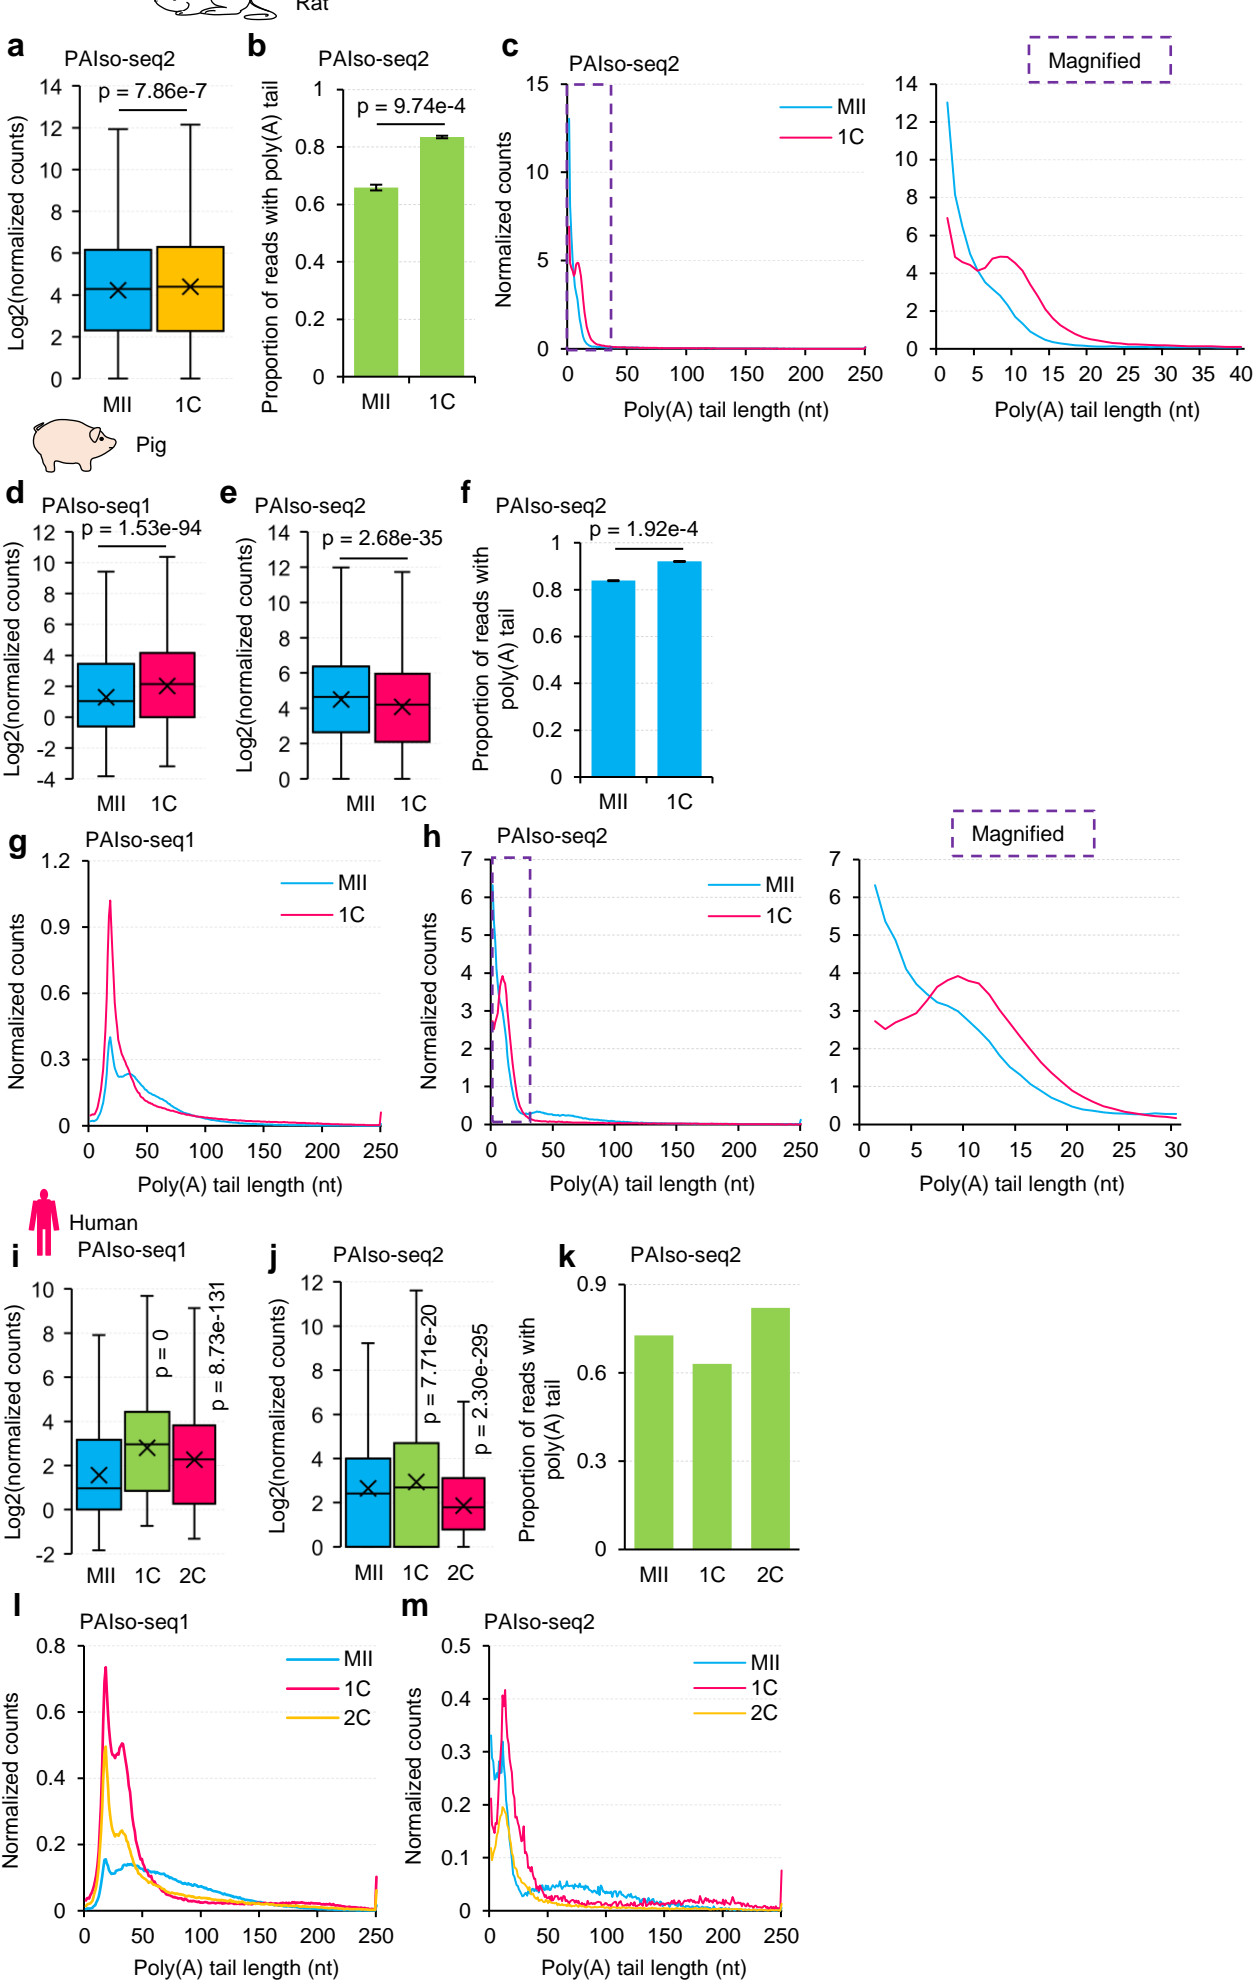 Rat
a
PAIso-seq2
p = 7.86e-7
Log2(normalized counts)
14
12
10
8
6
4
2
0
MII 1C
b
PAIso-seq2
p = 9.74e-4
Proportion of reads with poly(A) tail
1
0.8
0.6
0.4
0.2
0
MII 1C
c
PAIso-seq2
Magnified
Normalized counts
15
10
5
0
MII
1C
0 50 100 150 200 250
Poly(A) tail length (nt)
14
12
10
8
6
4
2
0
0 5 10 15 20 25 30 35 40
Poly(A) tail length (nt)
Pig
d
PAIso-seq1
p = 1.53e-94
Log2(normalized counts)
12
10
8
6
4
2
0
-2
-4
MII 1C
e
PAIso-seq2
p = 2.68e-35
Log2(normalized counts)
14
12
10
8
6
4
2
0
MII 1C
f
PAIso-seq2
p = 1.92e-4
Proportion of reads with
poly(A) tail
1
0.8
0.6
0.4
0.2
0
MII 1C
g
PAIso-seq1
Normalized counts
1.2
0.9
0.6
0.3
0
MII
1C
0 50 100 150 200 250
Poly(A) tail length (nt)
h
PAIso-seq2
Magnified
Normalized counts
7
6
5
4
3
2
1
0
MII
1C
0 50 100 150 200 250
Poly(A) tail length (nt)
7
6
5
4
3
2
1
0
0 5 10 15 20 25 30
Poly(A) tail length (nt)
Human
i
PAIso-seq1
Log2(normalized counts)
10
8
6
4
2
0
-2
p = 0
p = 8.73e-131
MII 1C 2C
j
PAIso-seq2
Log2(normalized counts)
12
10
8
6
4
2
0
p = 7.71e-20
p = 2.30e-295
MII 1C 2C
k
PAIso-seq2
Proportion of reads with
poly(A) tail
0.9
0.6
0.3
0
MII 1C 2C
l
PAIso-seq1
Normalized counts
0.8
0.6
0.4
0.2
0
MII
1C
2C
0 50 100 150 200 250
Poly(A) tail length (nt)
m
PAIso-seq2
Normalized counts
0.5
0.4
0.3
0.2
0.1
0
MII
1C
2C
0 50 100 150 200 250
Poly(A) tail length (nt)